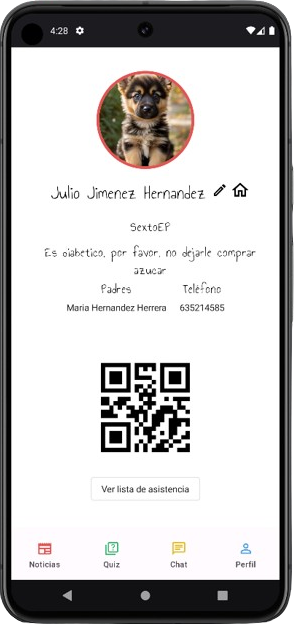 4:28
Julio Jimenez Hernandez
SextoEP
Es diabetico, por favor, no dejarle comprar
azucar
Padres Teléfono
Maria Hernandez Herrera 635214585
Ver lista de asistencia
Noticias Quiz Chat Perfil